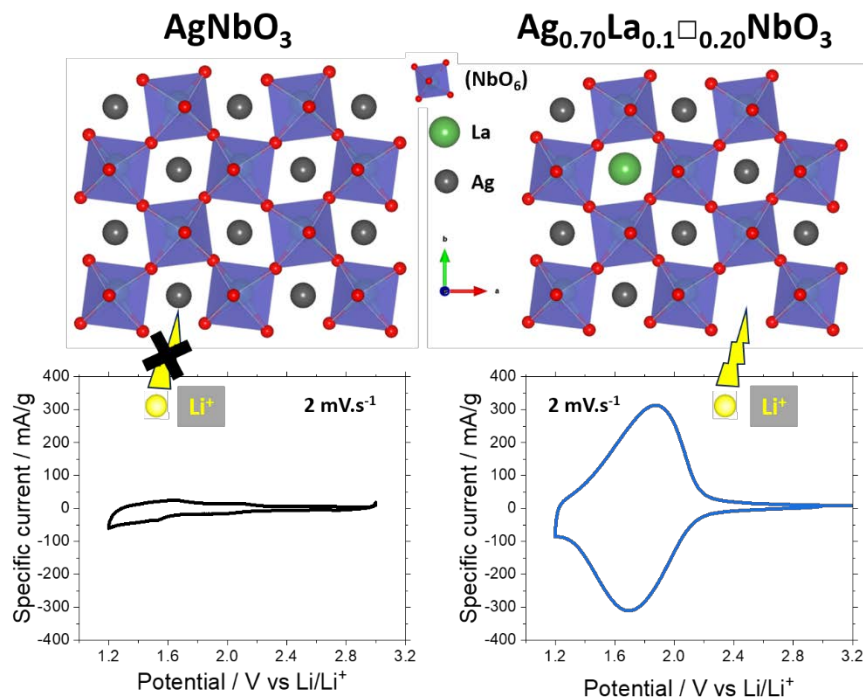 AgNbO₃
Ag₀.₇₀La₀.₁□₀.₂₀NbO₃
(NbO₆)
La
Ag
b
a
Li⁺
2 mV.s⁻¹
Specific current / mA/g
400
300
200
100
0
-100
-200
-300
-400
1.2
1.6
2.0
2.4
2.8
3.2
Potential / V vs Li/Li⁺
Li⁺
2 mV.s⁻¹
Specific current / mA/g
400
300
200
100
0
-100
-200
-300
-400
1.2
1.6
2.0
2.4
2.8
3.2
Potential / V vs Li/Li⁺